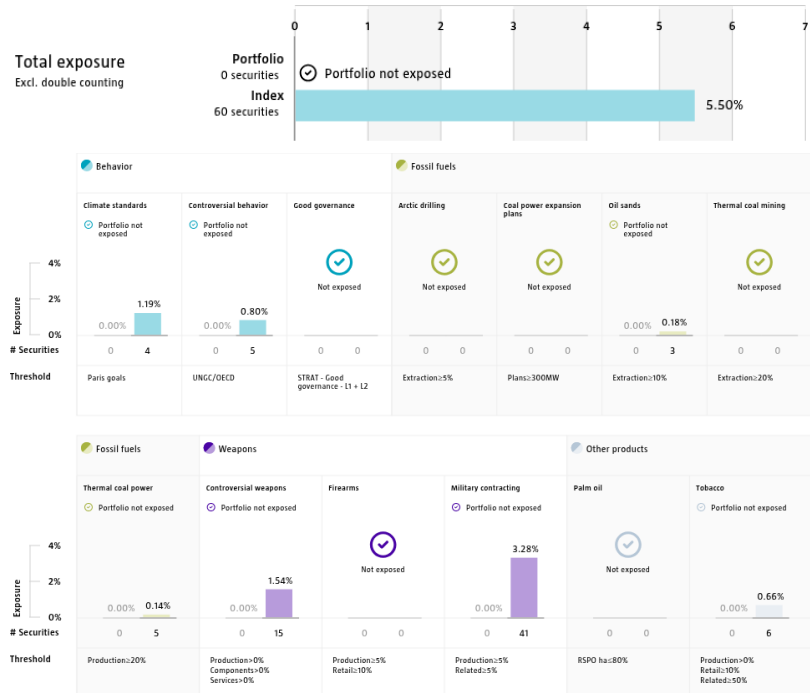 0 1 2 3 4 5 6 7
Total exposure
Excl. double counting
Portfolio
0 securities
Portfolio not exposed
Index
60 securities
5.50%
Behavior
Fossil fuels
Climate standards
Portfolio not
exposed
Controversial behavior
Portfolio not
exposed
Good governance
Not exposed
Arctic drilling
Not exposed
Coal power expansion
plans
Not exposed
Oil sands
Portfolio not
exposed
Thermal coal mining
Not exposed
Exposure
4%
2%
0%
0.00% 1.19%
0.00% 0.80%
0.00% 0.18%
# Securities 0 4 0 5 0 0 0 0 0 0 0 3 0 0
Threshold
Paris goals
UNGC/OECD
STRAT - Good
governance - L1 + L2
Extraction≥5%
Plans≥300MW
Extraction≥10%
Extraction≥20%
Fossil fuels
Weapons
Other products
Thermal coal power
Portfolio not exposed
Controversial weapons
Portfolio not exposed
Firearms
Not exposed
Military contracting
Portfolio not exposed
Palm oil
Not exposed
Tobacco
Portfolio not exposed
Exposure
4%
2%
0%
0.00% 0.14%
0.00% 1.54%
0.00% 3.28%
0.00% 0.66%
# Securities 0 5 0 15 0 0 0 41 0 0 0 6
Threshold
Production≥20%
Production>0%
Components>0%
Services>0%
Production≥5%
Retail≥10%
Production≥5%
Related≥5%
RSPO ha≤80%
Production>0%
Retail≥10%
Related≥50%